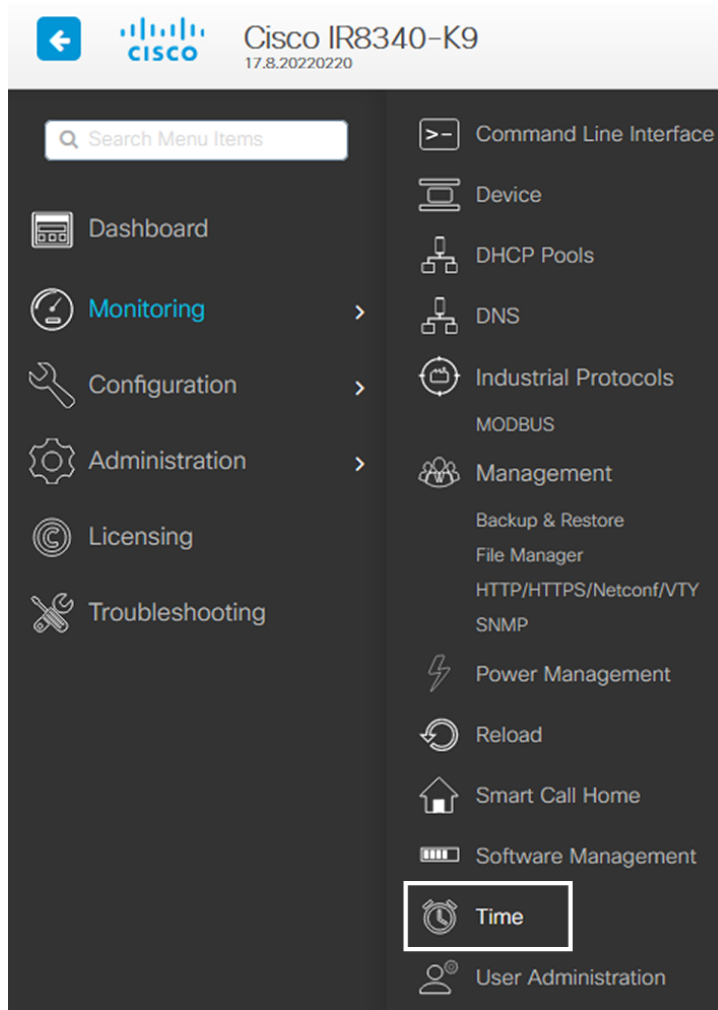 CISCO
Cisco IR8340-K9
17.8.20220220
Search Menu Items
Dashboard
Monitoring
Configuration
Administration
Licensing
Troubleshooting
Command Line Interface
Device
DHCP Pools
DNS
Industrial Protocols
MODBUS
Management
Backup & Restore
File Manager
HTTP/HTTPS/Netconf/VTY
SNMP
Power Management
Reload
Smart Call Home
Software Management
Time
User Administration